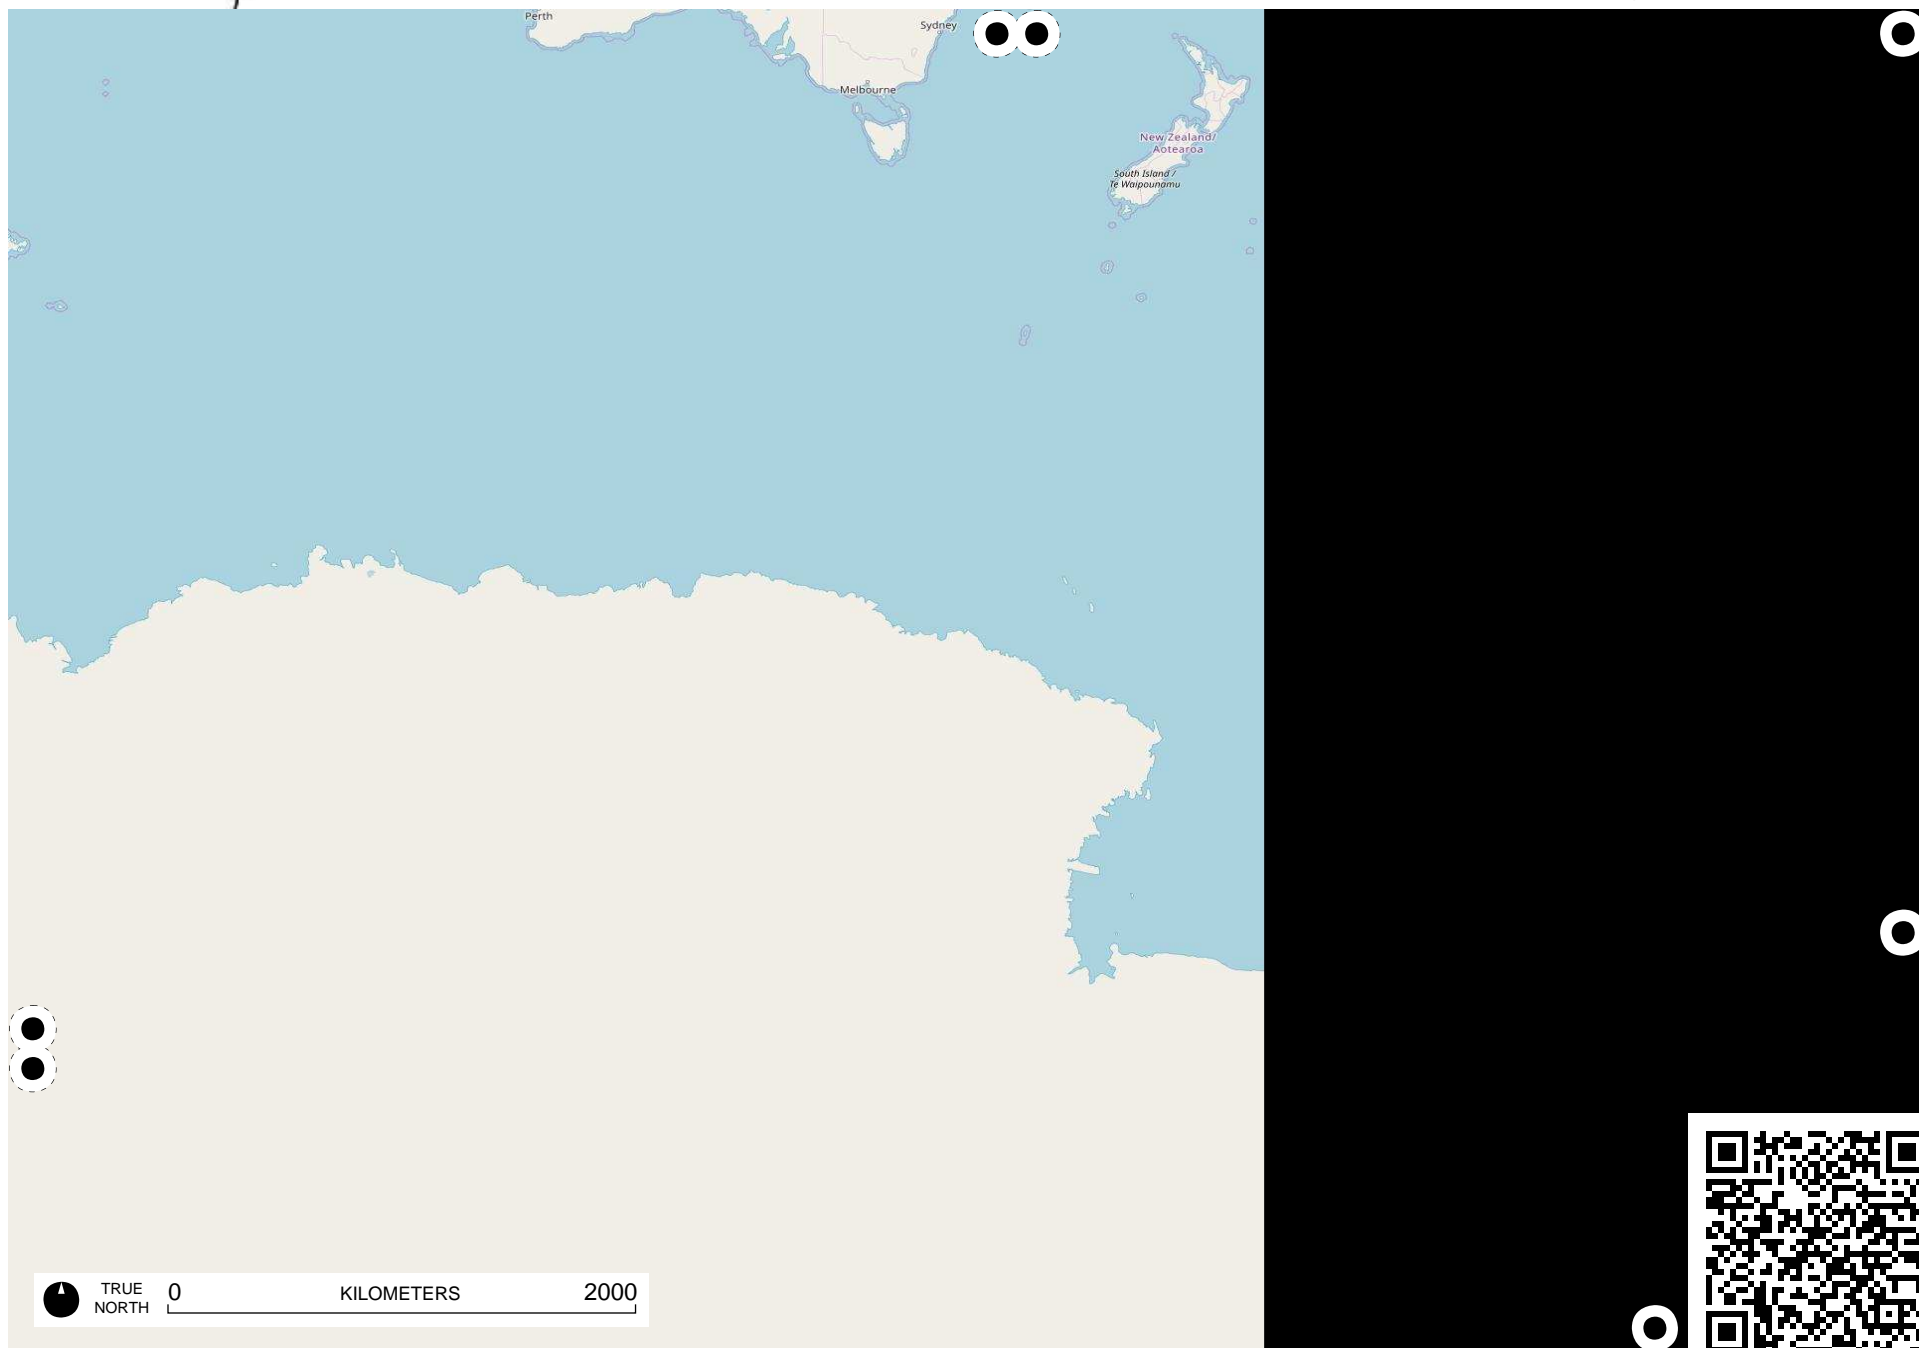 Perth
Sydney
Melbourne
New Zealand/
Aotearoa
South Island /
Te Waipounamu
TRUE
NORTH
0
KILOMETERS
2000